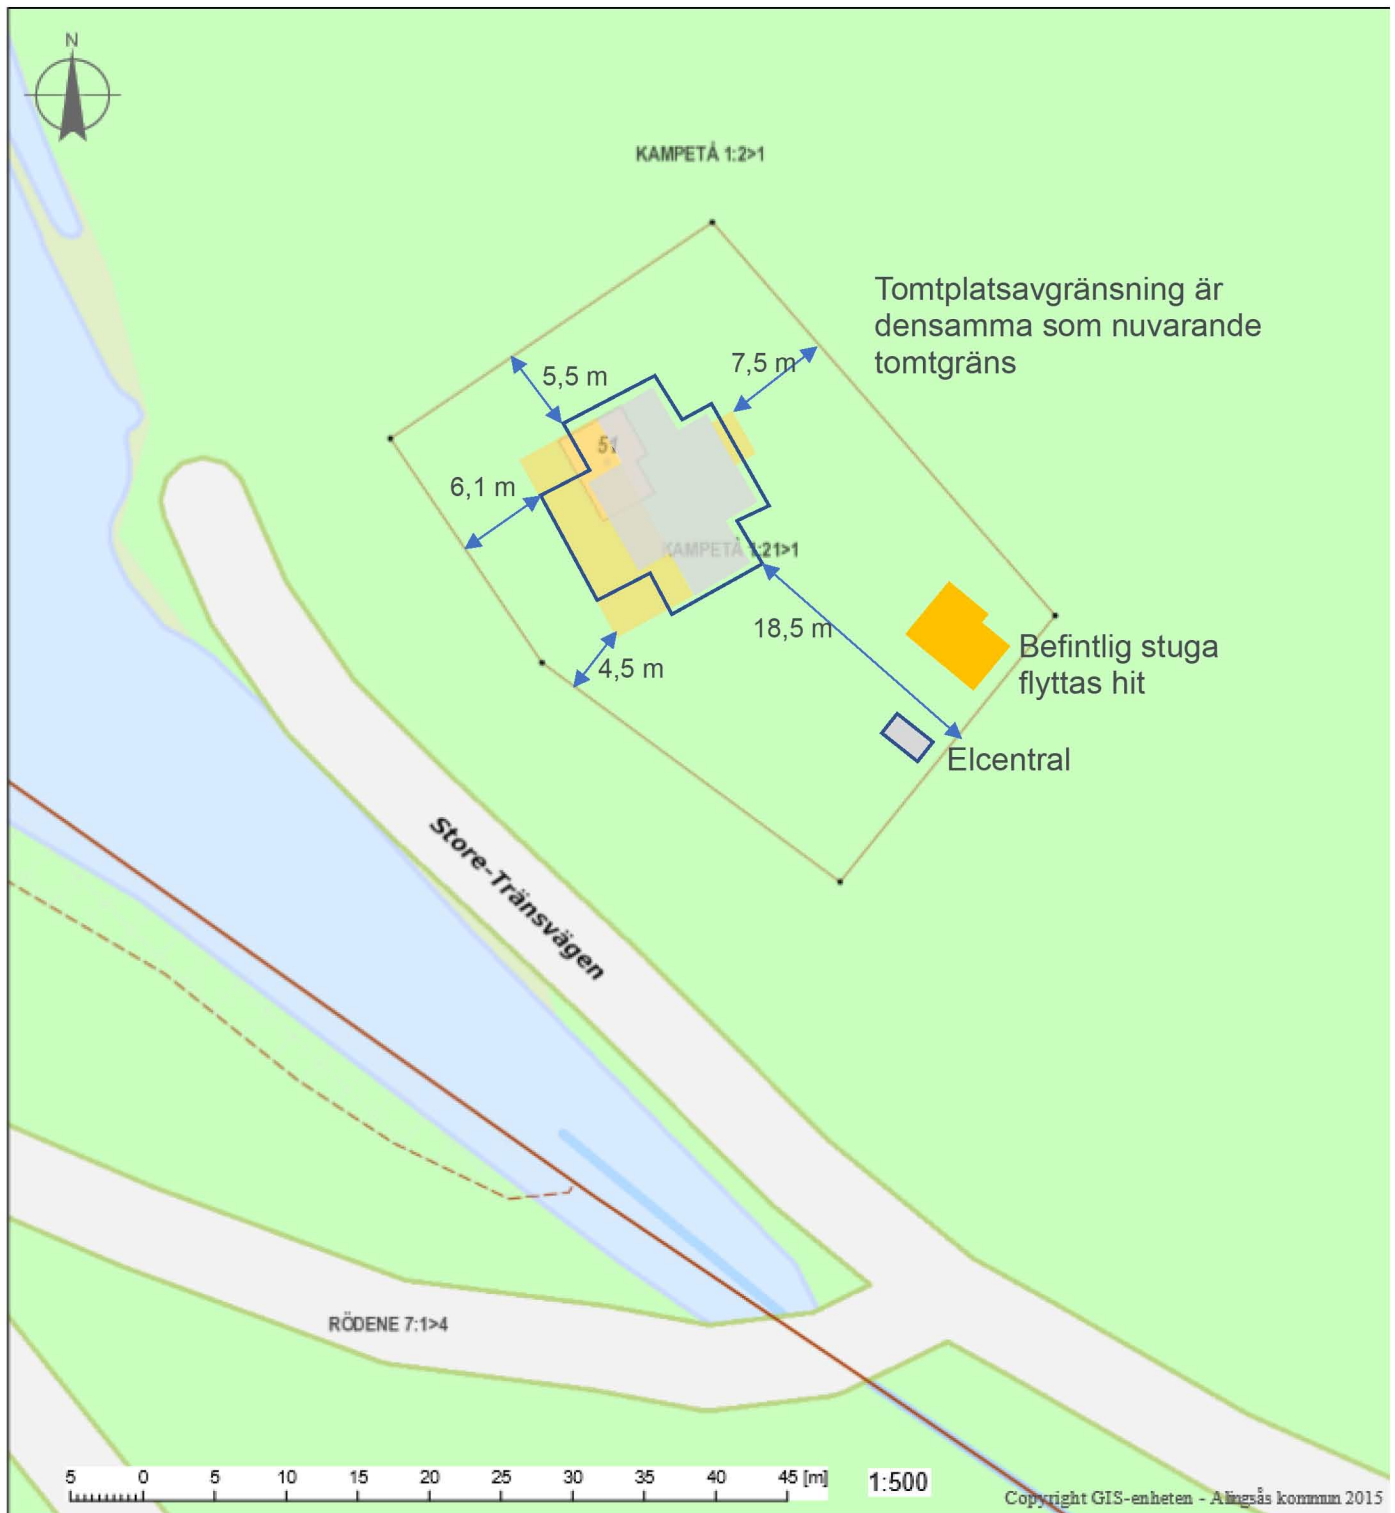 N
KAMPETÅ 1:2>1
Tomtplatsavgränsning är
densamma som nuvarande
tomtgräns
5,5 m
7,5 m
51
6,1 m
KAMPETÅ 1:21>1
18,5 m
4,5 m
Befintlig stuga
flyttas hit
Elcentral
Store-Tränsvägen
RÖDENE 7:1>4
5 0 5 10 15 20 25 30 35 40 45 [m]
1:500
Copyright GIS-enheten - Alingsås kommun 2015